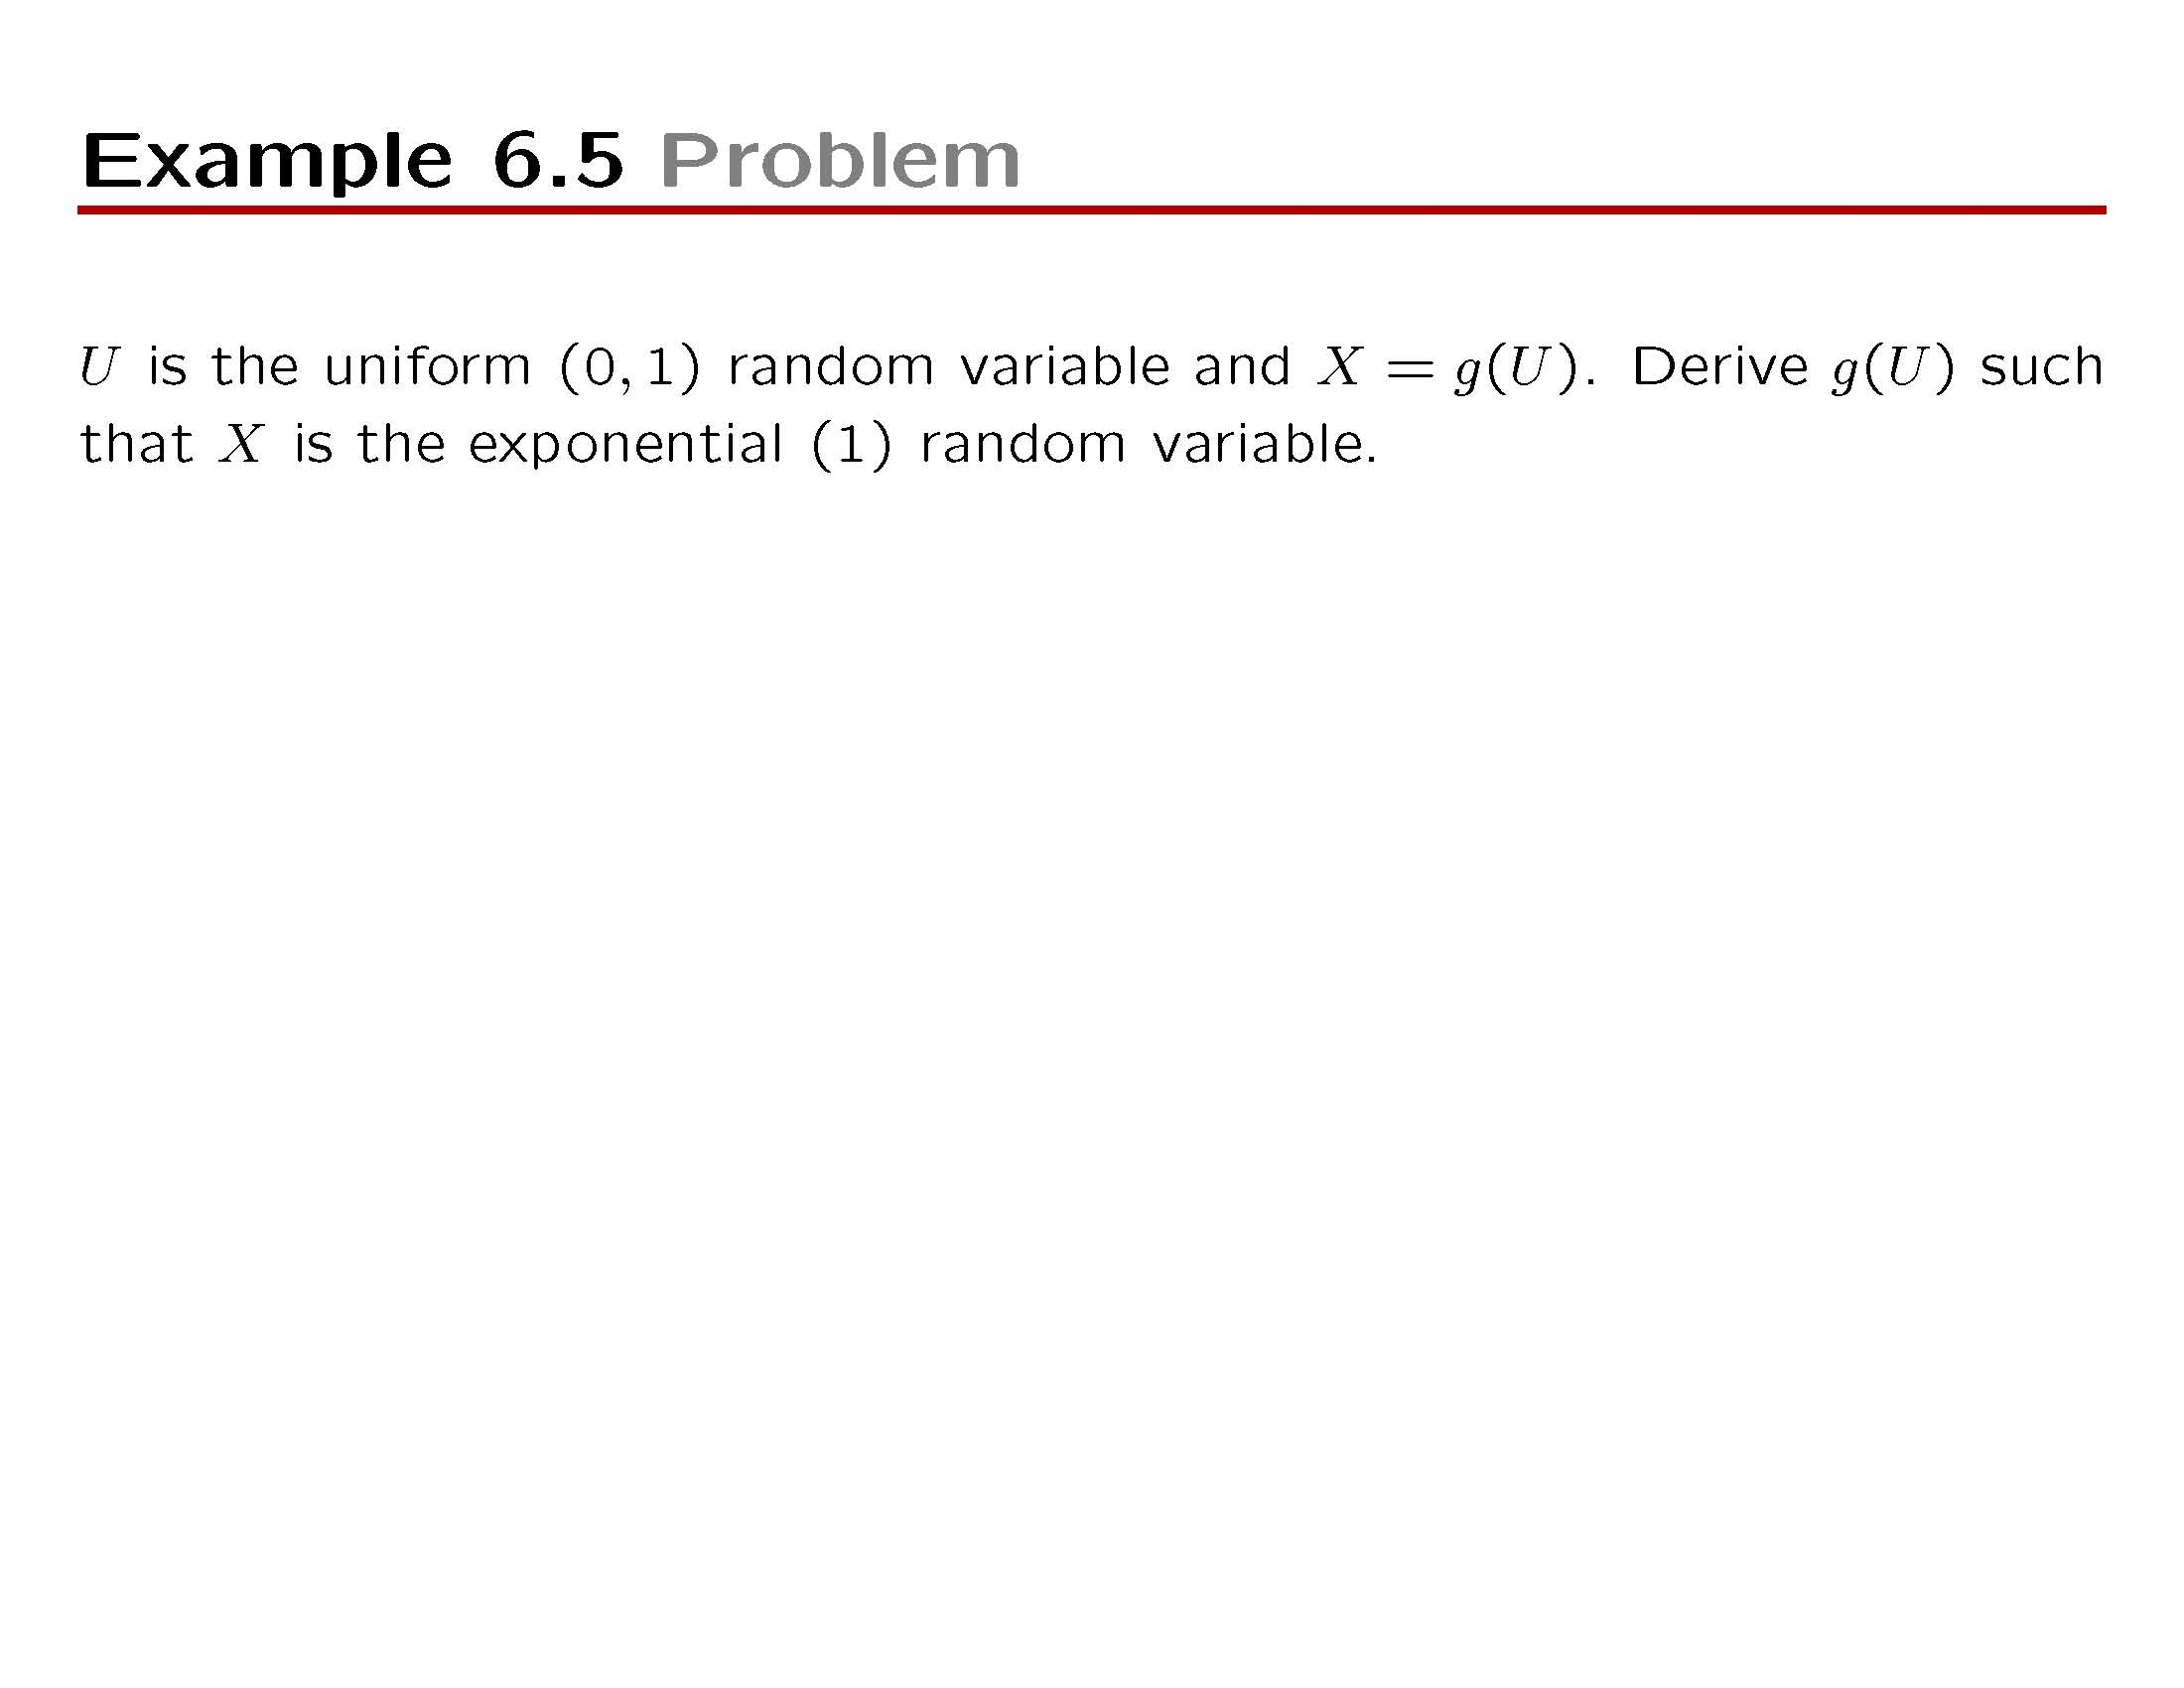 Example 6.5 Problem
U is the uniform (0, 1) random variable and X = g(U). Derive g(U) such
that X is the exponential (1) random variable.